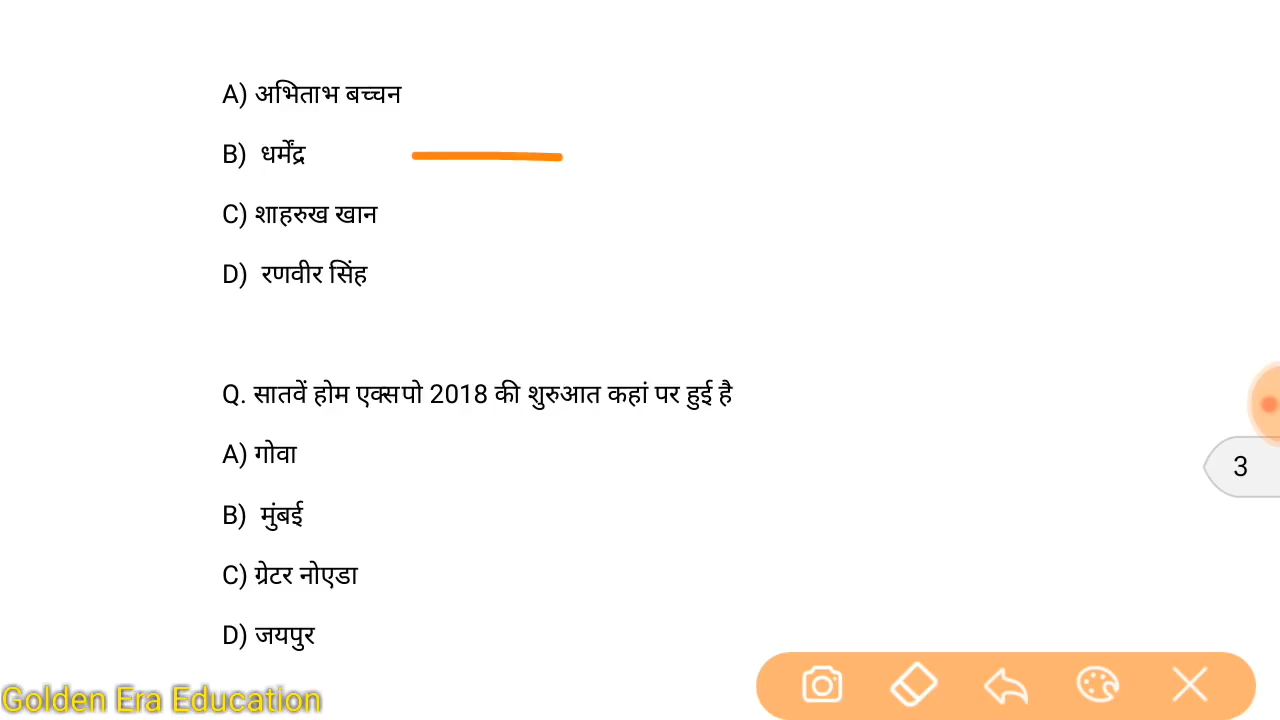 A) अभिताभ बच्चन
B) धर्मेंद्र
C) शाहरुख खान
D) रणवीर सिंह
Q. सातवें होम एक्सपो 2018 की शुरुआत कहां पर हुई है
A) गोवा
3
B) मुंबई
C) ग्रेटर नोएडा
D) जयपुर
Golden Era Education